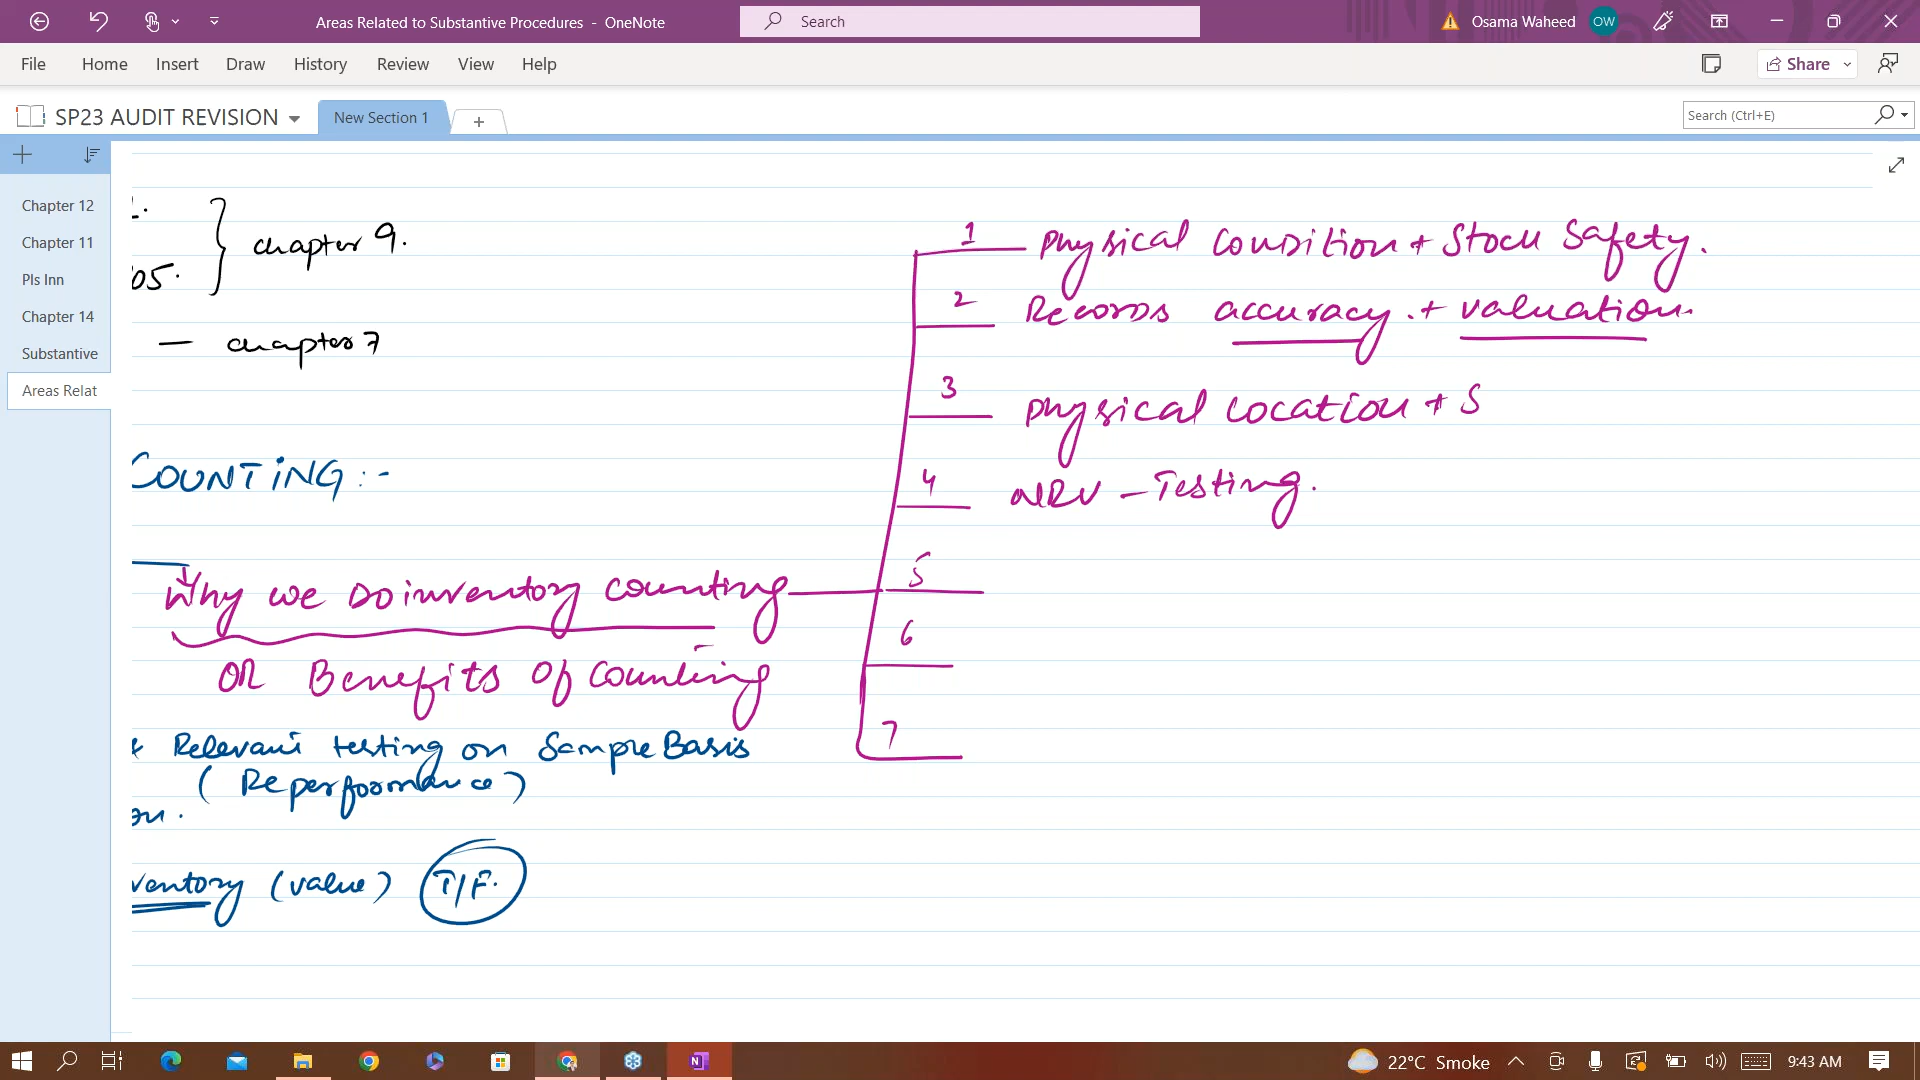 Areas Related to Substantive Procedures - OneNote
Search
Osama Waheed
OW
File Home Insert Draw History Review View Help
Share
SP23 AUDIT REVISION
New Section 1
Search (Ctrl+E)
Chapter 12
Chapter 11
Pls Inn
Chapter 14
Substantive
Areas Relat
05.
chapter 9.
— chapter 7
COUNTING :-
Why we Do inventory counting
OR Benefits Of Counting
Relevant testing on Sample Basis
(Reperformance)
on.
ventory (value) T/F.
1 Physical Condition + Stock Safety.
2 Records accuracy. + valuation.
3 Physical Location + S
4 NRV - Testing.
5
6
7
22°C Smoke
9:43 AM